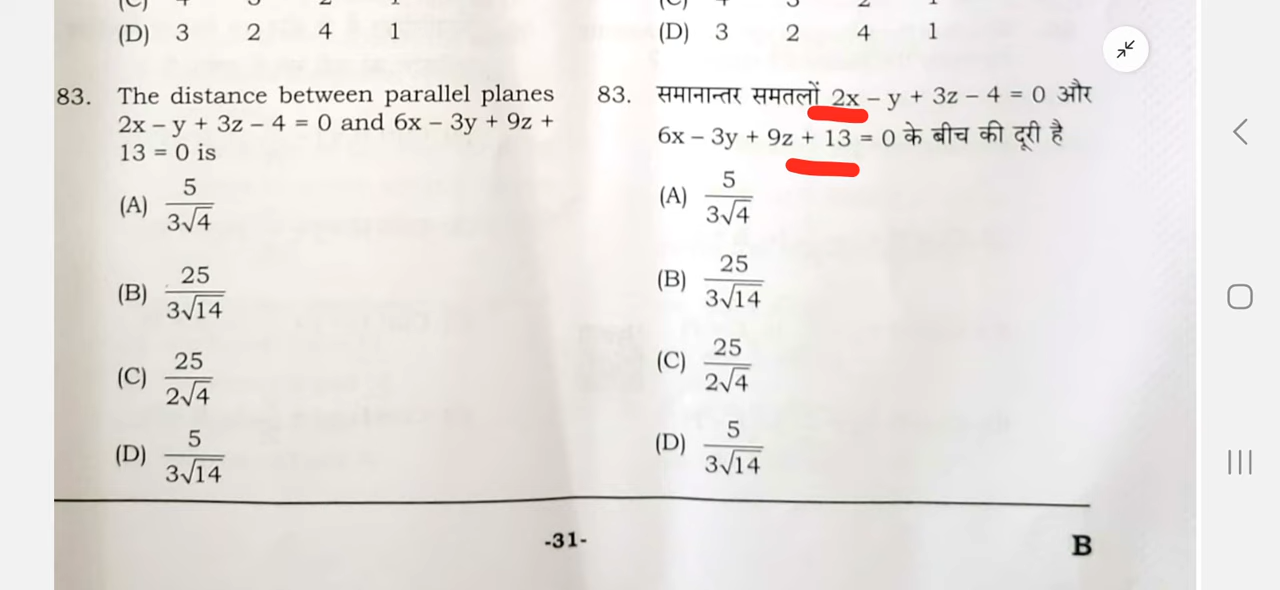 (D) 3 2 4 1
83. The distance between parallel planes
2x – y + 3z – 4 = 0 and 6x – 3y + 9z +
13 = 0 is
(A) 5/3√4
(B) 25/3√14
(C) 25/2√4
(D) 5/3√14
(D) 3 2 4 1
83. समानान्तर समतलों 2x – y + 3z – 4 = 0 और
6x – 3y + 9z + 13 = 0 के बीच की दूरी है
(A) 5/3√4
(B) 25/3√14
(C) 25/2√4
(D) 5/3√14
-31-
B